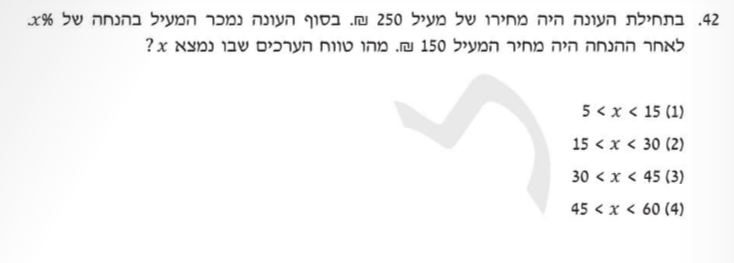 42. בתחילת העונה היה מחירו של מעיל 250 ₪. בסוף העונה נמכר המעיל בהנחה של x%.
לאחר ההנחה היה מחיר המעיל 150 ₪. מהו טווח הערכים שבו נמצא x?
(1) 5 < x < 15
(2) 15 < x < 30
(3) 30 < x < 45
(4) 45 < x < 60